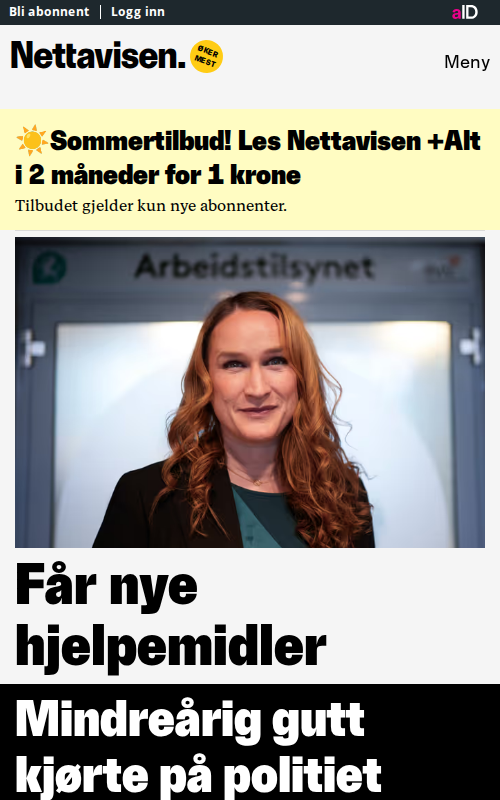 Bli abonnent | Logg inn
aID
Nettavisen.
ØKER
MEST
Meny
☀️Sommertilbud! Les Nettavisen +Alt
i 2 måneder for 1 krone
Tilbudet gjelder kun nye abonnenter.
Arbeidstilsynet
Får nye
hjelpemidler
Mindreårig gutt
kjørte på politiet